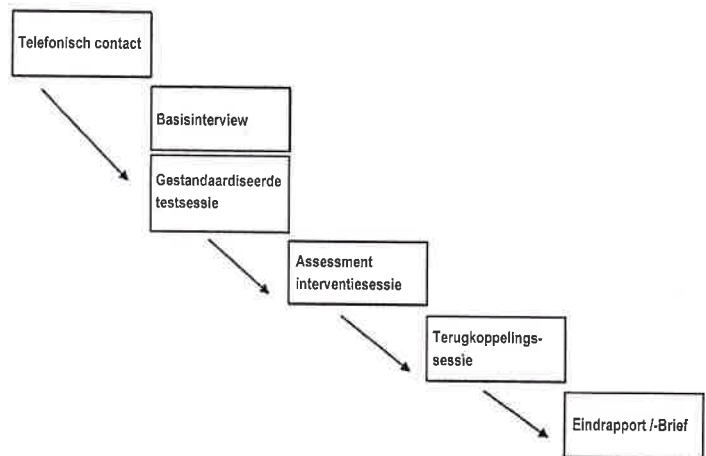 Telefonisch contact
Basisinterview
Gestandaardiseerde
testsessie
Assessment
interventiesessie
Terugkoppelings-
sessie
Eindrapport /-Brief